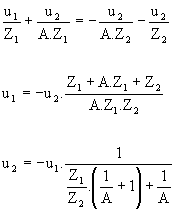 u₁/Z₁ + u₂/(A.Z₁) = −u₂/(A.Z₂) − u₂/Z₂
u₁ = −u₂.(Z₁ + A.Z₁ + Z₂)/(A.Z₁.Z₂)
u₂ = −u₁.1/(Z₁/Z₂.(1/A + 1) + 1/A)